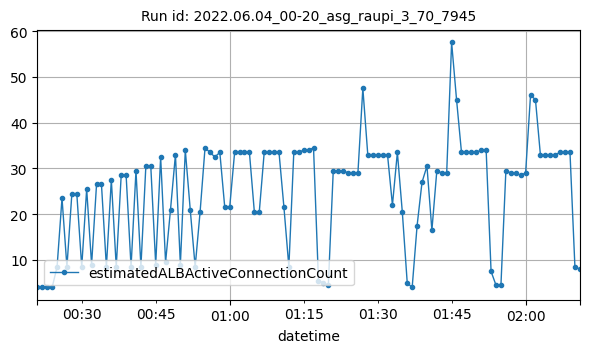 Run id: 2022.06.04_00-20_asg_raupi_3_70_7945
60
50
40
30
20
10
estimatedALBActiveConnectionCount
00:30 00:45 01:00 01:15 01:30 01:45 02:00
datetime